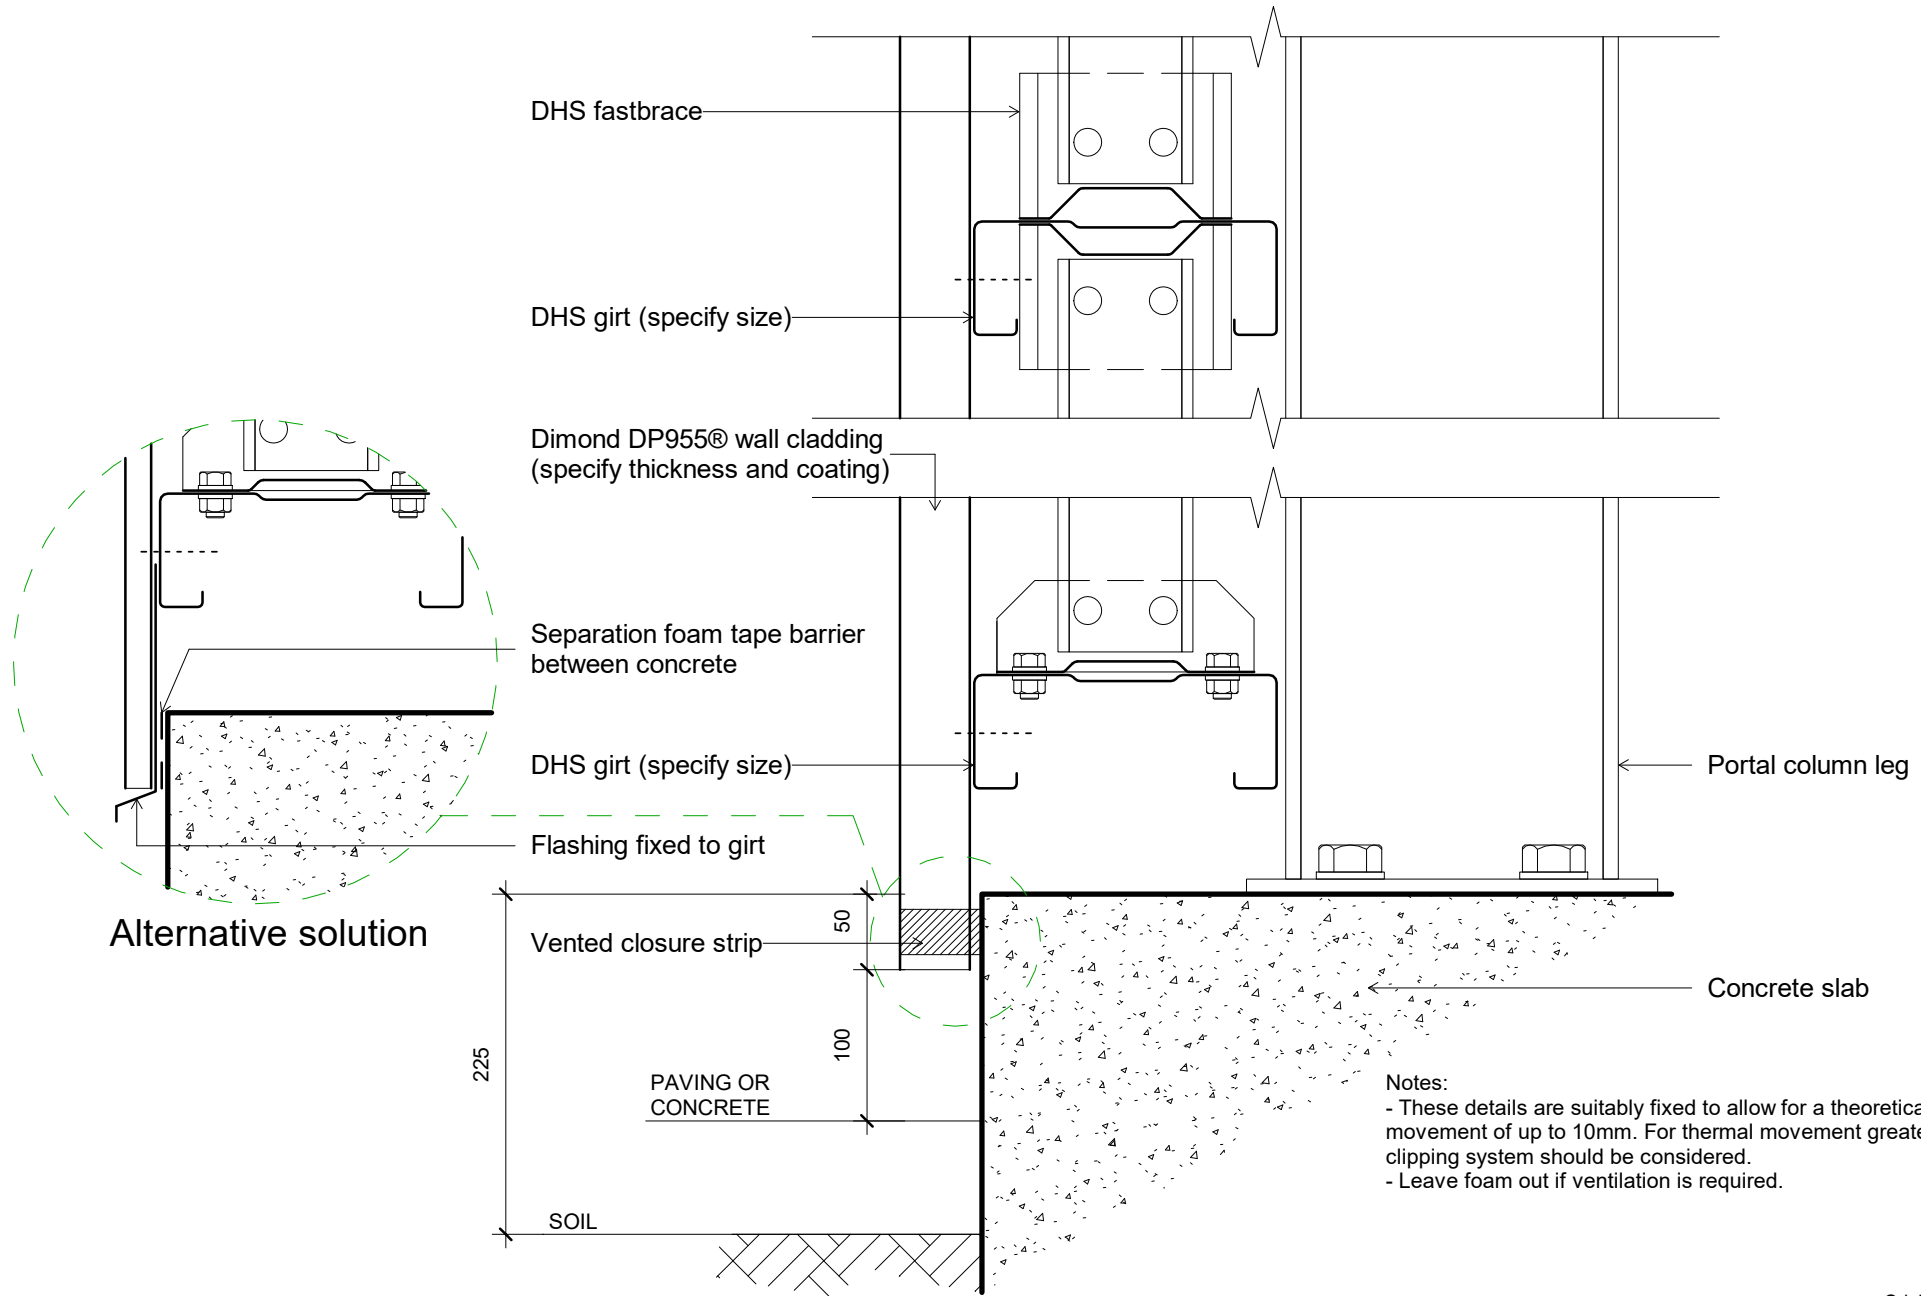 DHS fastbrace
DHS girt (specify size)
Dimond DP955® wall cladding
(specify thickness and coating)
Separation foam tape barrier
between concrete
DHS girt (specify size)
Portal column leg
Flashing fixed to girt
Alternative solution
Vented closure strip
50
100
225
Concrete slab
PAVING OR
CONCRETE
SOIL
Notes:
- These details are suitably fixed to allow for a theoretica
movement of up to 10mm. For thermal movement greate
clipping system should be considered.
- Leave foam out if ventilation is required.